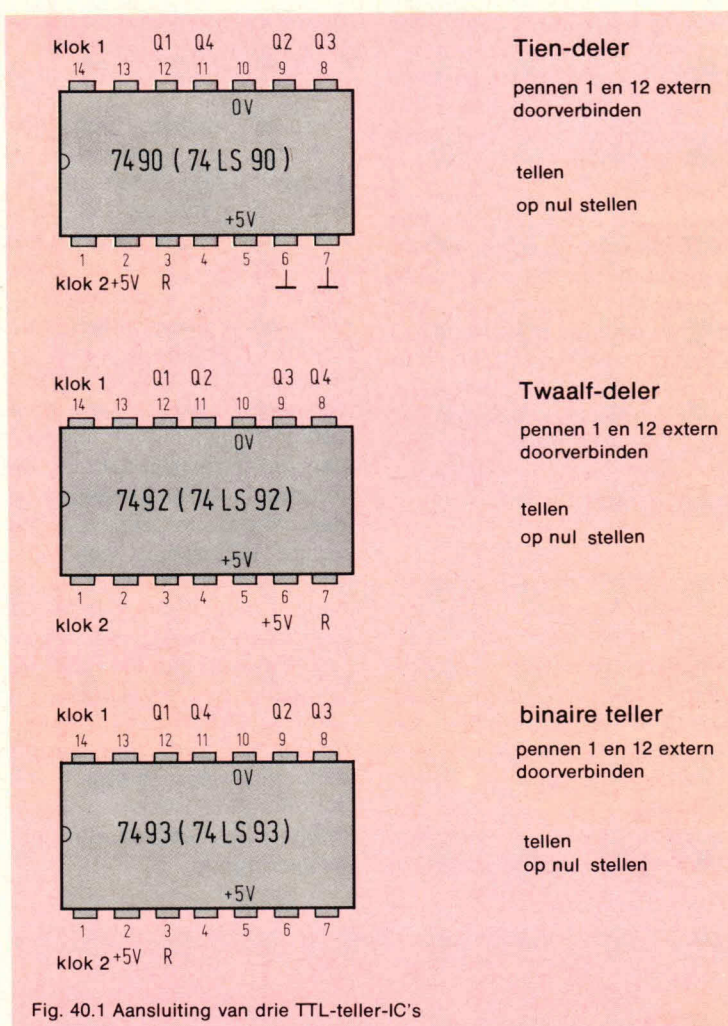 klok 1 Q1 Q4 Q2 Q3
14 13 12 11 10 9 8
0V
7490 (74LS90)
+5V
1 2 3 4 5 6 7
klok 2 +5V R ⊥ ⊥
Tien-deler
pennen 1 en 12 extern
doorverbinden
tellen
op nul stellen
klok 1 Q1 Q2 Q3 Q4
14 13 12 11 10 9 8
0V
7492 (74LS92)
+5V
1 2 3 4 5 6 7
klok 2 +5V R
Twaalf-deler
pennen 1 en 12 extern
doorverbinden
tellen
op nul stellen
klok 1 Q1 Q4 Q2 Q3
14 13 12 11 10 9 8
0V
7493 (74LS93)
+5V
1 2 3 4 5 6 7
klok 2 +5V R
binaire teller
pennen 1 en 12 extern
doorverbinden
tellen
op nul stellen
Fig. 40.1 Aansluiting van drie TTL-teller-IC's